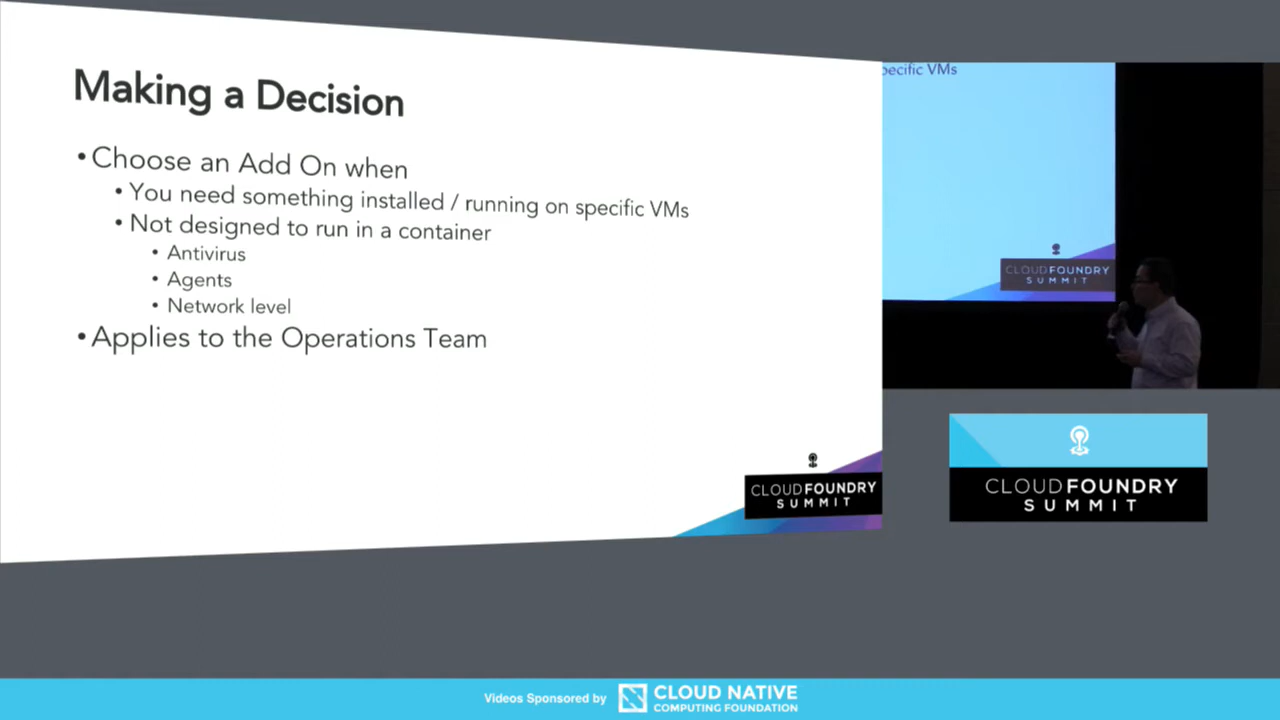 Making a Decision
• Choose an Add On when
• You need something installed / running on specific VMs
• Not designed to run in a container
• Antivirus
• Agents
• Network level
• Applies to the Operations Team
CLOUDFOUNDRY
SUMMIT
specific VMs
CLOUDFOUNDRY
SUMMIT
CLOUDFOUNDRY
SUMMIT
Videos Sponsored by
CLOUD NATIVE
COMPUTING FOUNDATION